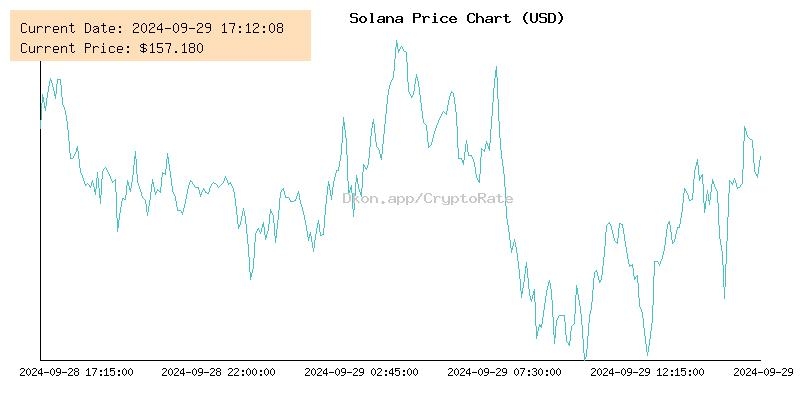 Solana Price Chart (USD)
Current Date: 2024-09-29 17:12:08
Current Price: $157.180
Dkon.app/CryptoRate
2024-09-28 17:15:00
2024-09-28 22:00:00
2024-09-29 02:45:00
2024-09-29 07:30:00
2024-09-29 12:15:00
2024-09-29